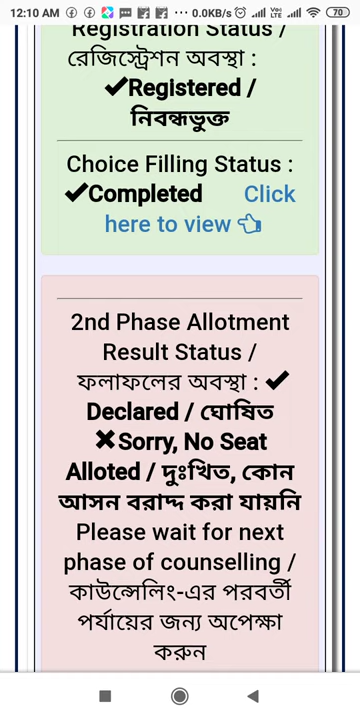 12:10 AM ... 0.0KB/s Vo) LTE 70
Registration Status /
রেজিস্ট্রেশন অবস্থা :
✔Registered /
নিবন্ধভুক্ত
Choice Filling Status :
✔Completed Click
here to view
2nd Phase Allotment
Result Status /
ফলাফলের অবস্থা : ✔
Declared / ঘোষিত
✖Sorry, No Seat
Alloted / দুঃখিত, কোন
আসন বরাদ্দ করা যায়নি
Please wait for next
phase of counselling /
কাউন্সেলিং-এর পরবর্তী
পর্যায়ের জন্য অপেক্ষা
করুন